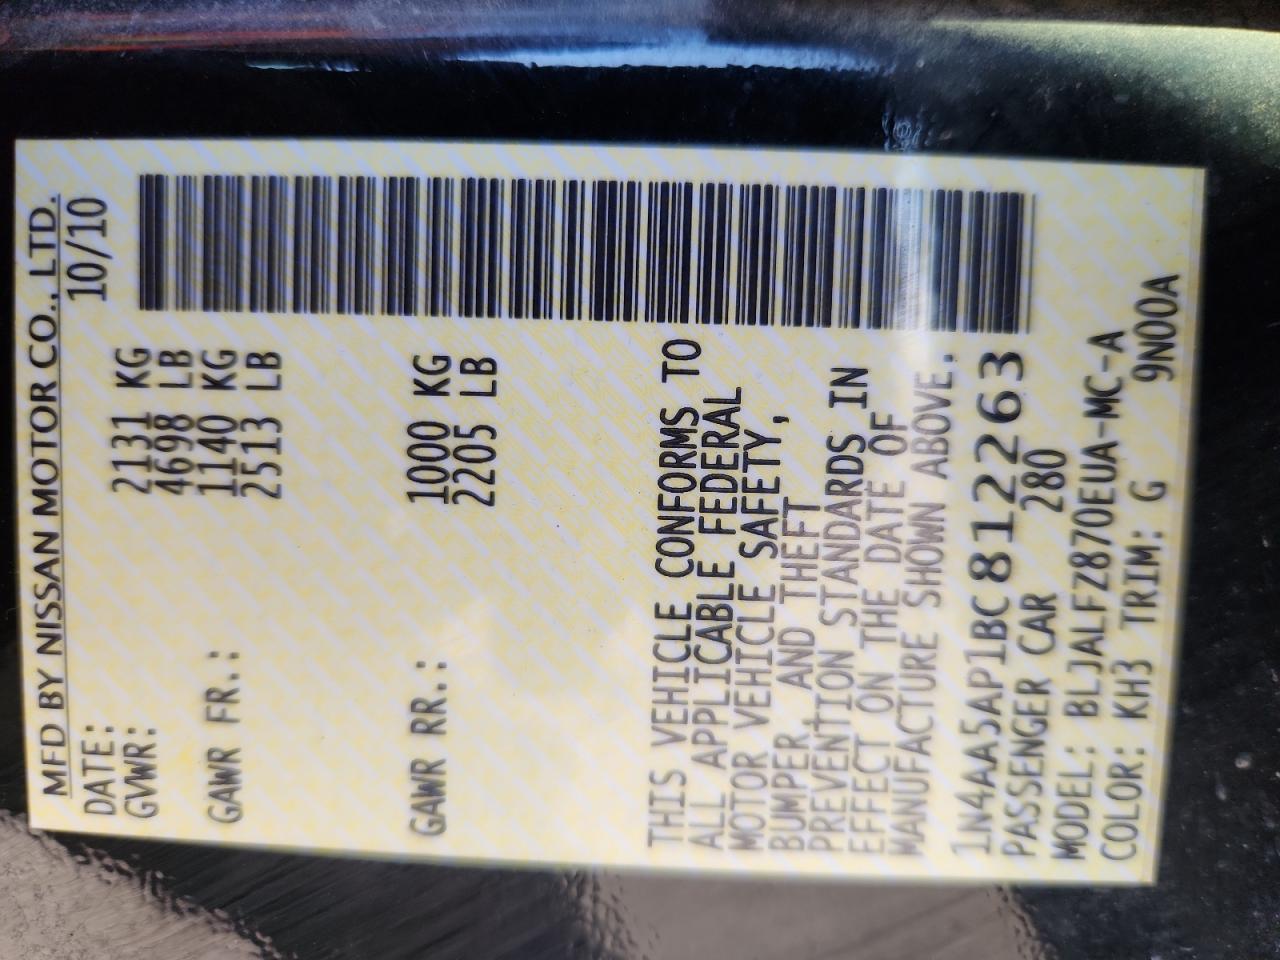 MFD BY NISSAN MOTOR CO., LTD.
DATE: 10/10
GVWR: 2131 KG
4698 LB
GAWR FR.: 1140 KG
2513 LB
GAWR RR.: 1000 KG
2205 LB
THIS VEHICLE CONFORMS TO
ALL APPLICABLE FEDERAL
MOTOR VEHICLE SAFETY,
BUMPER, AND THEFT
PREVENTION STANDARDS IN
EFFECT ON THE DATE OF
MANUFACTURE SHOWN ABOVE.
1N4AA5AP1BC812263
PASSENGER CAR 280
MODEL: BLJALFZ870EUA-MC-A
COLOR: KH3 TRIM: G 9N00A